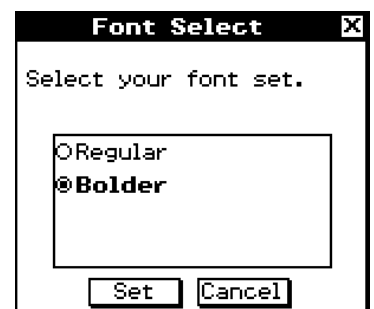 Font Select X
Select your font set.
Regular
Bolder
Set Cancel